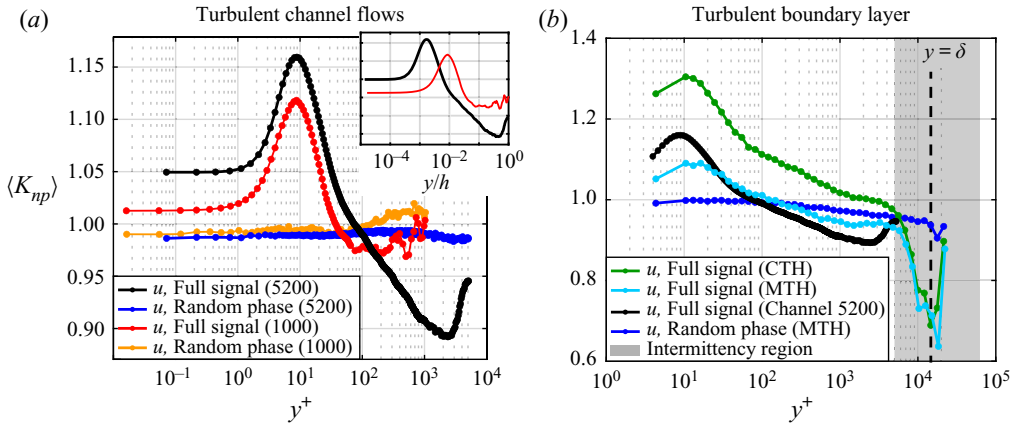 (a)
Turbulent channel flows
1.15
1.10
1.05
1.00
0.95
0.90
⟨K_np⟩
10^−4 10^−2 10^0
y/h
u, Full signal (5200)
u, Random phase (5200)
u, Full signal (1000)
u, Random phase (1000)
10^−1 10^0 10^1 10^2 10^3 10^4
y^+
(b)
Turbulent boundary layer
1.4
1.2
1.0
0.8
0.6
y = δ
u, Full signal (CTH)
u, Full signal (MTH)
u, Full signal (Channel 5200)
u, Random phase (MTH)
Intermittency region
10^0 10^1 10^2 10^3 10^4 10^5
y^+